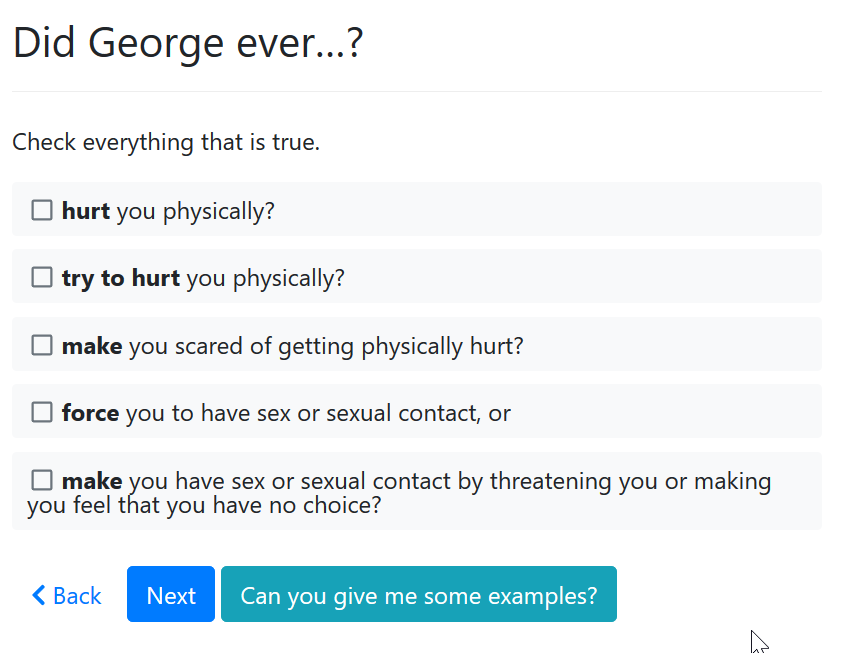 Did George ever...?
Check everything that is true.
hurt you physically?
try to hurt you physically?
make you scared of getting physically hurt?
force you to have sex or sexual contact, or
make you have sex or sexual contact by threatening you or making
you feel that you have no choice?
Back Next Can you give me some examples?